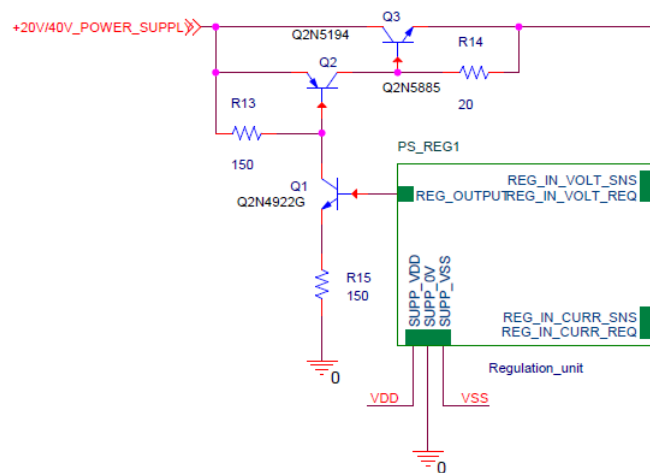 Q3
+20V/40V_POWER_SUPPLY
Q2N5194
R14
Q2
Q2N5885
20
R13
PS_REG1
150
Q1
REG_IN_VOLT_SNS
REG_OUTPUT
REG_IN_VOLT_REQ
Q2N4922G
SUPP_VDD
SUPP_0V
SUPP_VSS
R15
150
REG_IN_CURR_SNS
REG_IN_CURR_REQ
0
Regulation_unit
VDD
VSS
0